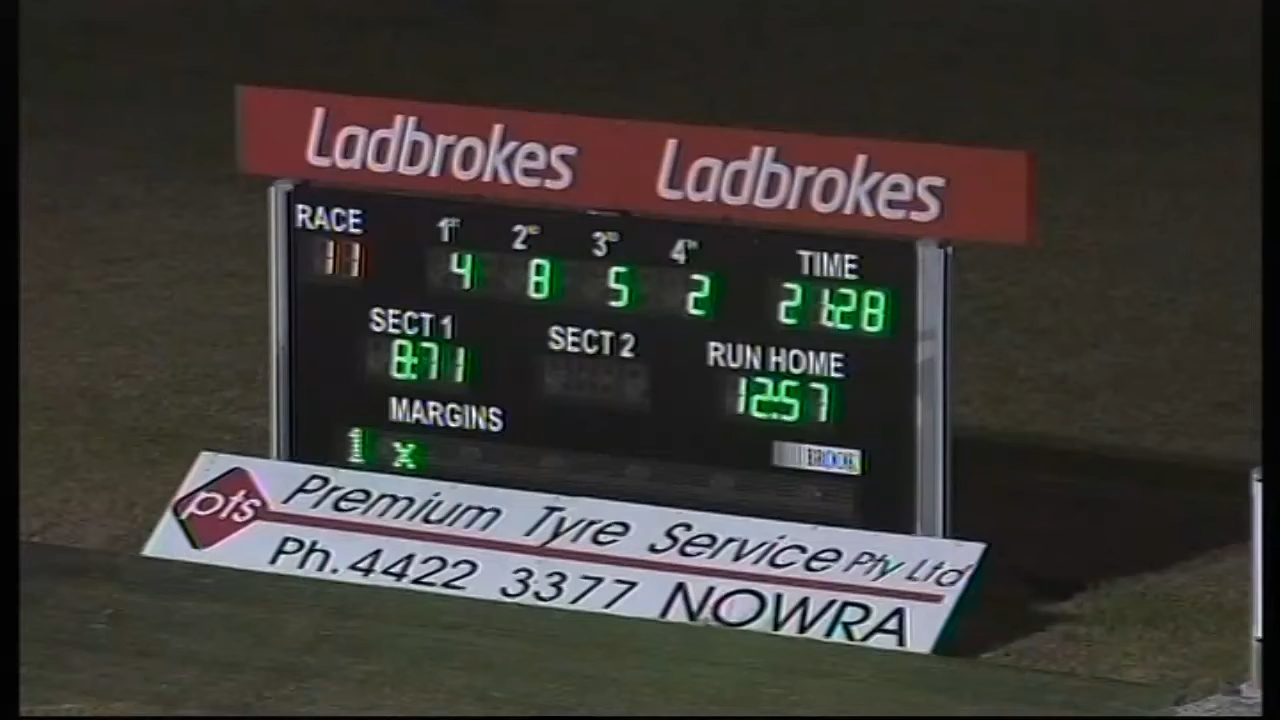 Ladbrokes Ladbrokes
RACE 1st 2nd 3rd 4th TIME
11 4 8 5 2 21:28
SECT 1 SECT 2 RUN HOME
8:71 12:57
MARGINS
1 x
pts Premium Tyre Service Pty Ltd
Ph. 4422 3377 NOWRA